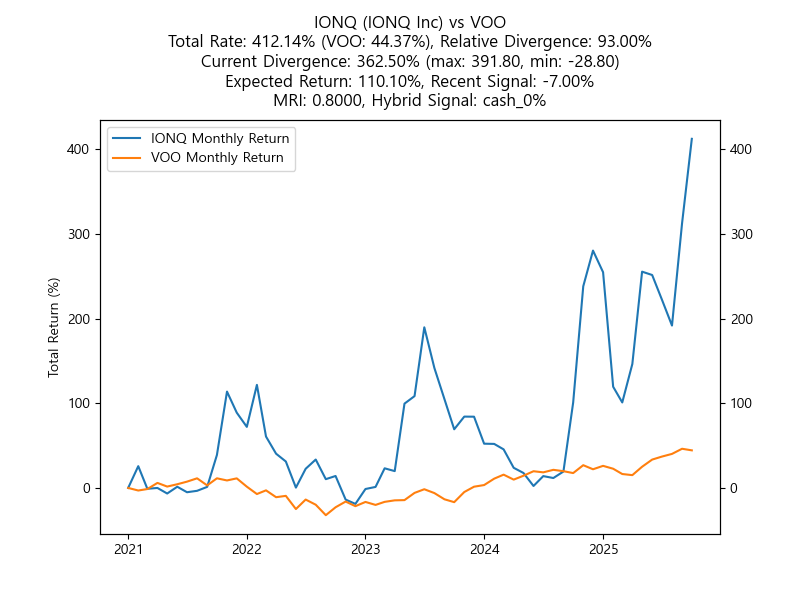 IONQ (IONQ Inc) vs VOO
Total Rate: 412.14% (VOO: 44.37%), Relative Divergence: 93.00%
Current Divergence: 362.50% (max: 391.80, min: -28.80)
Expected Return: 110.10%, Recent Signal: -7.00%
MRI: 0.8000, Hybrid Signal: cash_0%
IONQ Monthly Return
VOO Monthly Return
Total Return (%)
400
300
200
100
0
400
300
200
100
0
2021
2022
2023
2024
2025